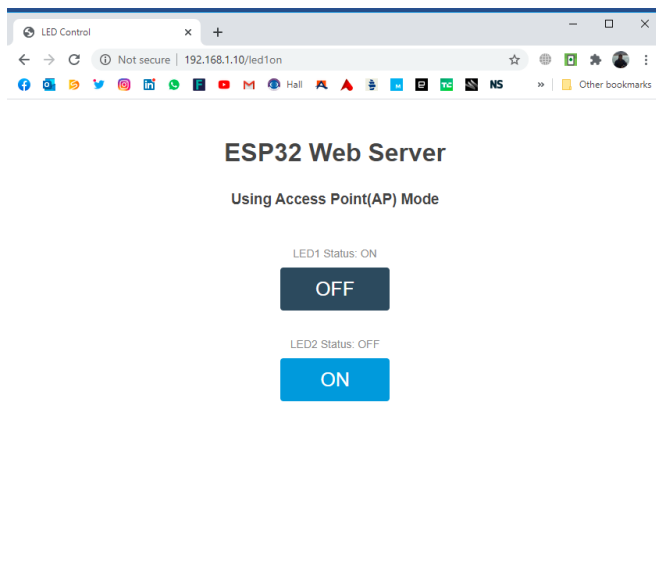 LED Control
Not secure | 192.168.1.10/led1on
Hall
NS
» Other bookmarks
ESP32 Web Server
Using Access Point(AP) Mode
LED1 Status: ON
OFF
LED2 Status: OFF
ON